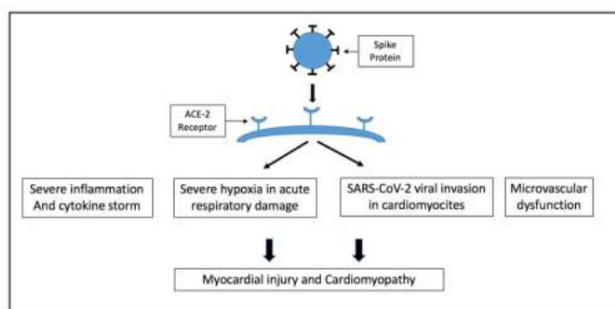 Spike
Protein
ACE-2
Receptor
Severe inflammation
And cytokine storm
Severe hypoxia in acute
respiratory damage
SARS-CoV-2 viral invasion
in cardiomyocites
Microvascular
dysfunction
Myocardial injury and Cardiomyopathy